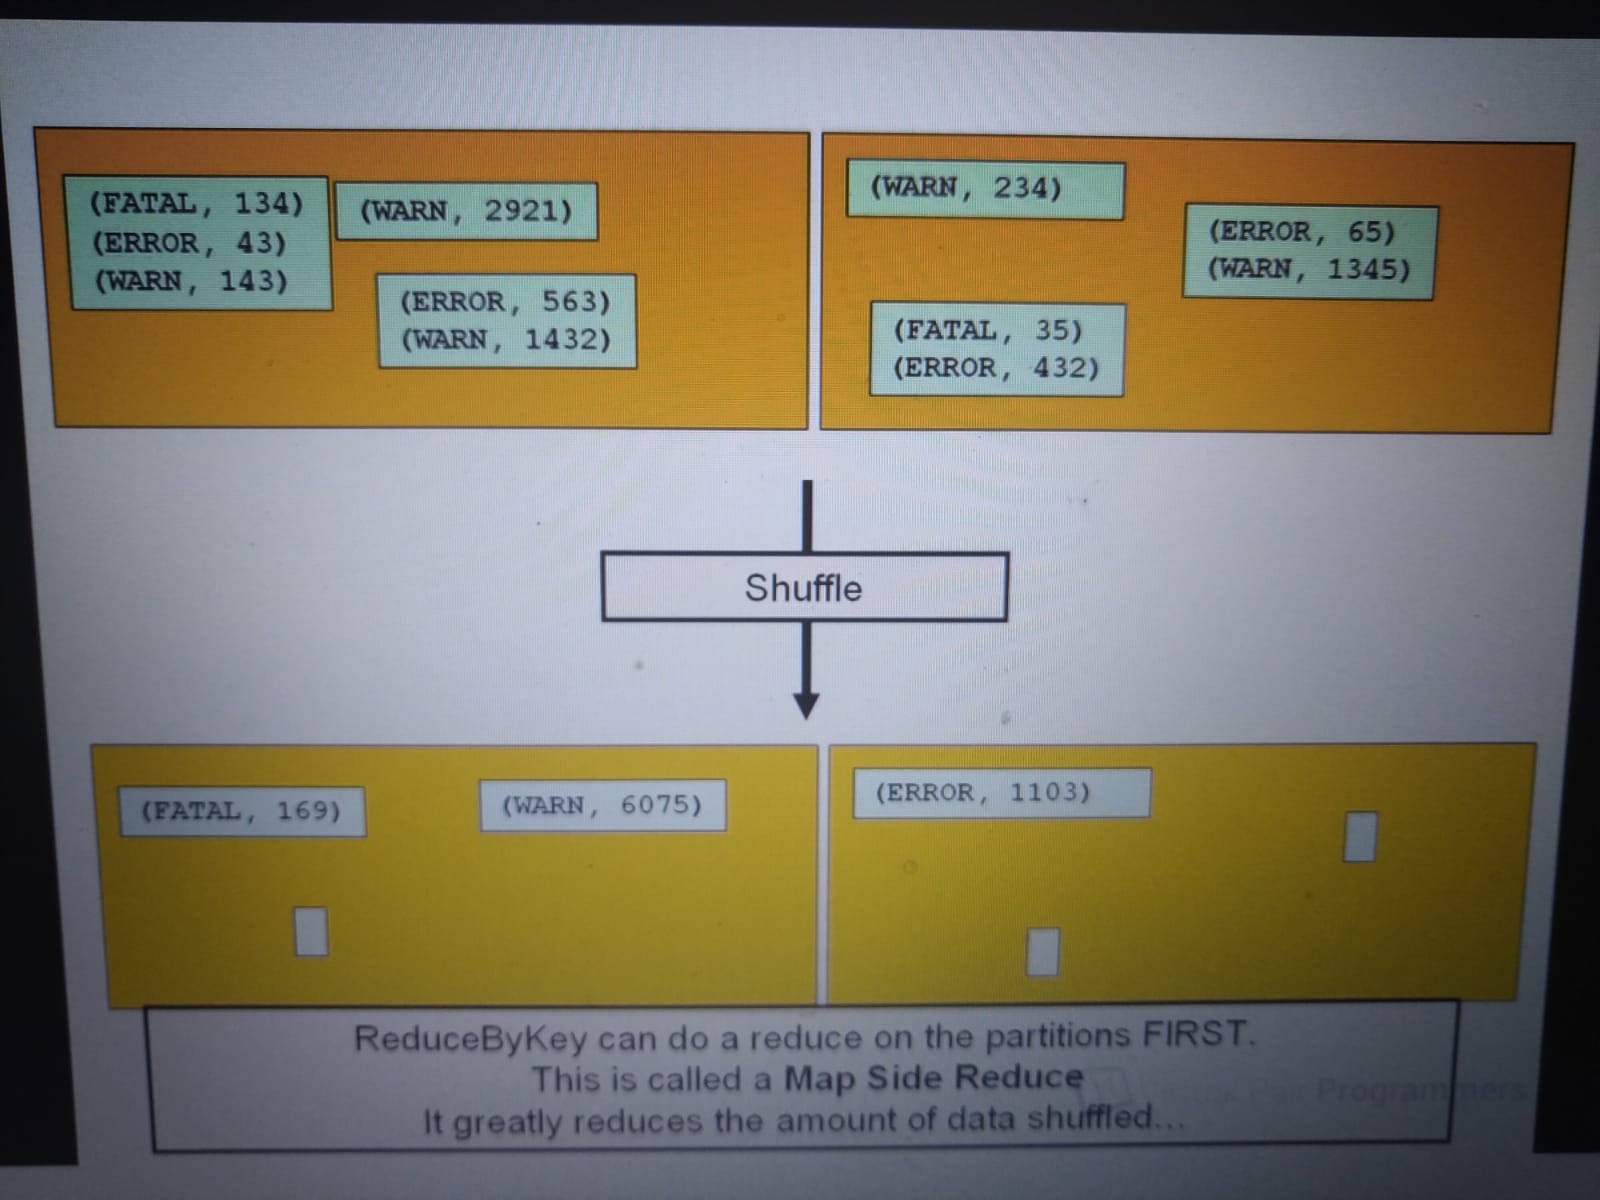 (FATAL, 134)
(ERROR, 43)
(WARN, 143)
(WARN, 2921)
(ERROR, 563)
(WARN, 1432)
(WARN, 234)
(ERROR, 65)
(WARN, 1345)
(FATAL, 35)
(ERROR, 432)
Shuffle
(FATAL, 169)
(WARN, 6075)
(ERROR, 1103)
ReduceByKey can do a reduce on the partitions FIRST.
This is called a Map Side Reduce
It greatly reduces the amount of data shuffled...
Programmers